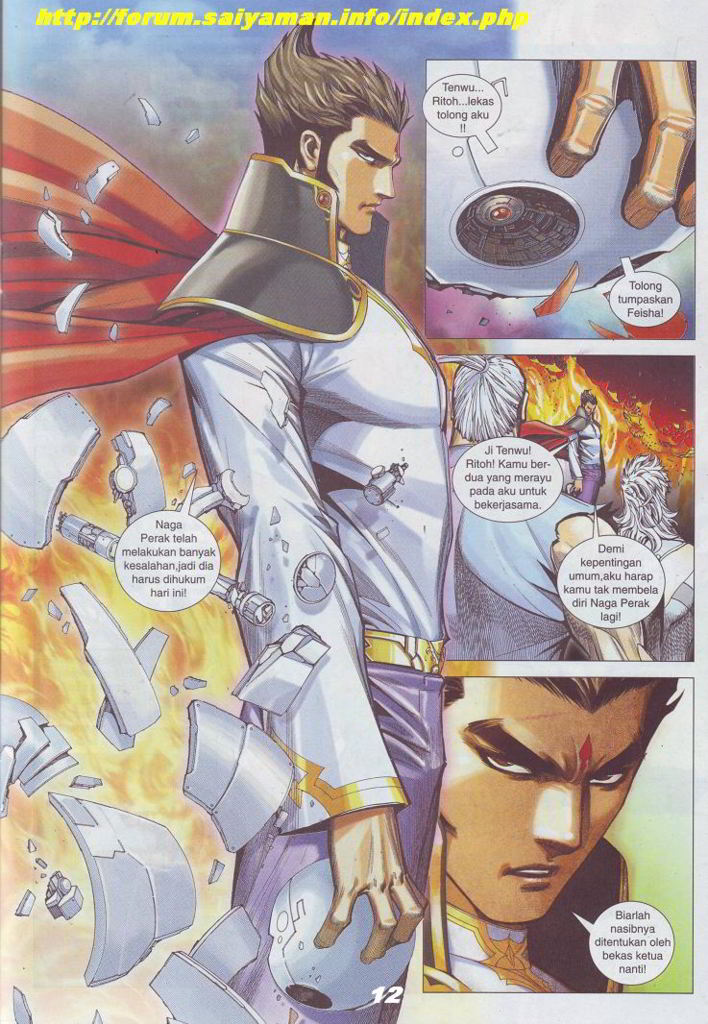 http://forum.saiyaman.info/index.php
Tenwu...
Ritoh...lekas
tolong aku
!!
Tolong
tumpaskan
Feisha!
Naga
Perak telah
melakukan banyak
kesalahan,jadi dia
harus dihukum
hari ini!
Ji Tenwu!
Ritoh! Kamu ber-
dua yang merayu
pada aku untuk
bekerjasama.
Demi
kepentingan
umum,aku harap
kamu tak membela
diri Naga Perak
lagi!
Biarlah
nasibnya
ditentukan oleh
bekas ketua
nanti!
12